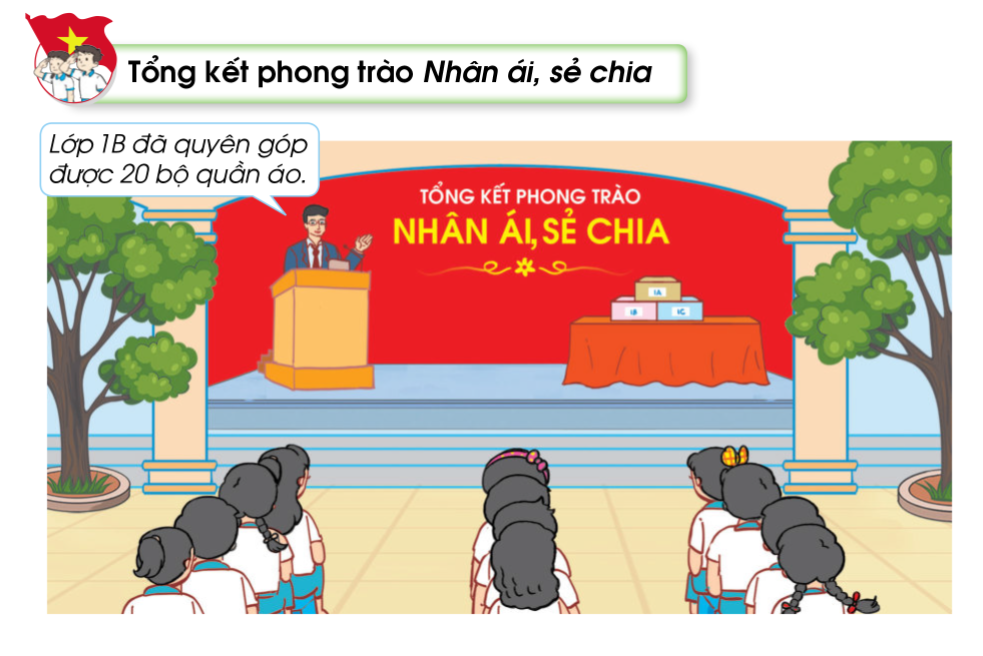 Tổng kết phong trào Nhân ái, sẻ chia
Lớp 1B đã quyên góp
được 20 bộ quần áo.
TỔNG KẾT PHONG TRÀO
NHÂN ÁI, SẺ CHIA
1A
1B
1C